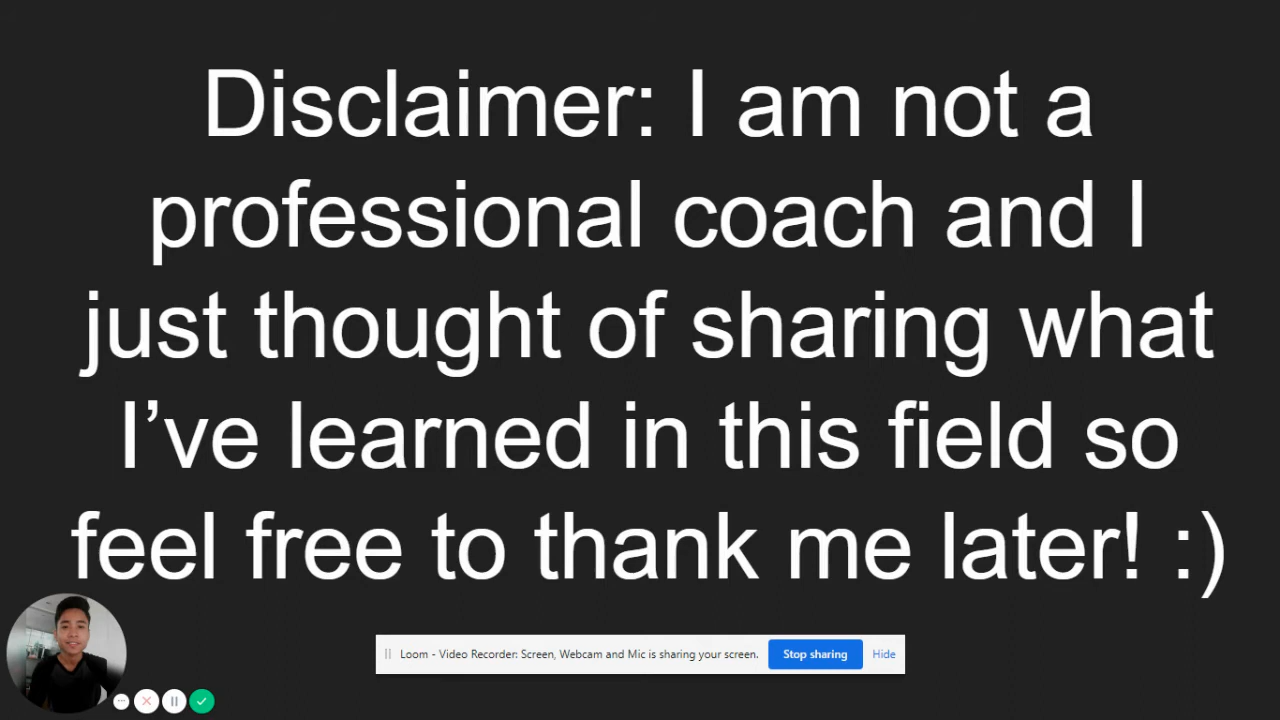 Disclaimer: I am not a
professional coach and I
just thought of sharing what
I’ve learned in this field so
feel free to thank me later! :)
Loom - Video Recorder: Screen, Webcam and Mic is sharing your screen. Stop sharing Hide